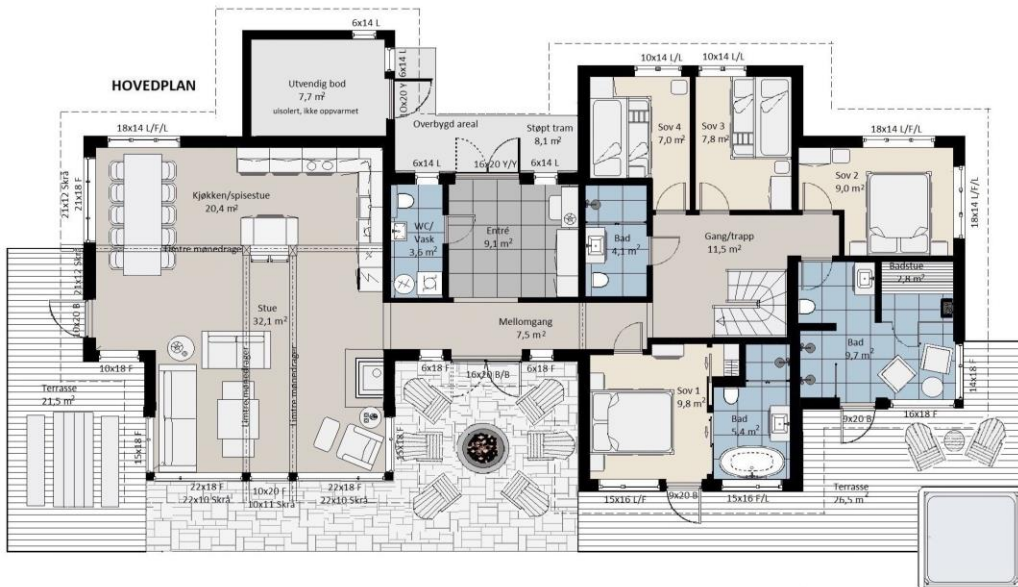 6x14 L
HOVEDPLAN
Utvendig bod
7,7 m²
uisolert, ikke oppvarmet
6x14 L
10x20 Y
Overbygd areal
Støpt tram
8,1 m²
16x20 Y/Y
6x14 L
6x14 L
10x14 L/L
10x14 L/L
Sov 4
7,0 m²
Sov 3
7,8 m²
18x14 L/F/L
18x14 L/F/L
Sov 2
9,0 m²
18x14 L/F/L
21x12 Skrå
21x18 F
Kjøkken/spisestue
20,4 m²
Limtre mønedrager
WC/
Vask
3,6 m²
Entré
9,1 m²
Bad
4,1 m²
Gang/trapp
11,5 m²
Badstue
2,8 m²
21x12 Skrå
10x20 B
Stue
32,1 m²
Mellomgang
7,5 m²
Bad
9,7 m²
10x18 F
6x18 F
16x20 B/B
6x18 F
14x18 F
16x18 F
9x20 B
Terrasse
21,5 m²
Limtre mønedrager
Limtre mønedrager
Sov 1
9,8 m²
Bad
5,4 m²
15x18 F
15x18 F
22x18 F
22x10 Skrå
10x20 F
10x11 Skrå
22x18 F
22x10 Skrå
15x16 L/F
9x20 B
15x16 F/L
Terrasse
26,5 m²